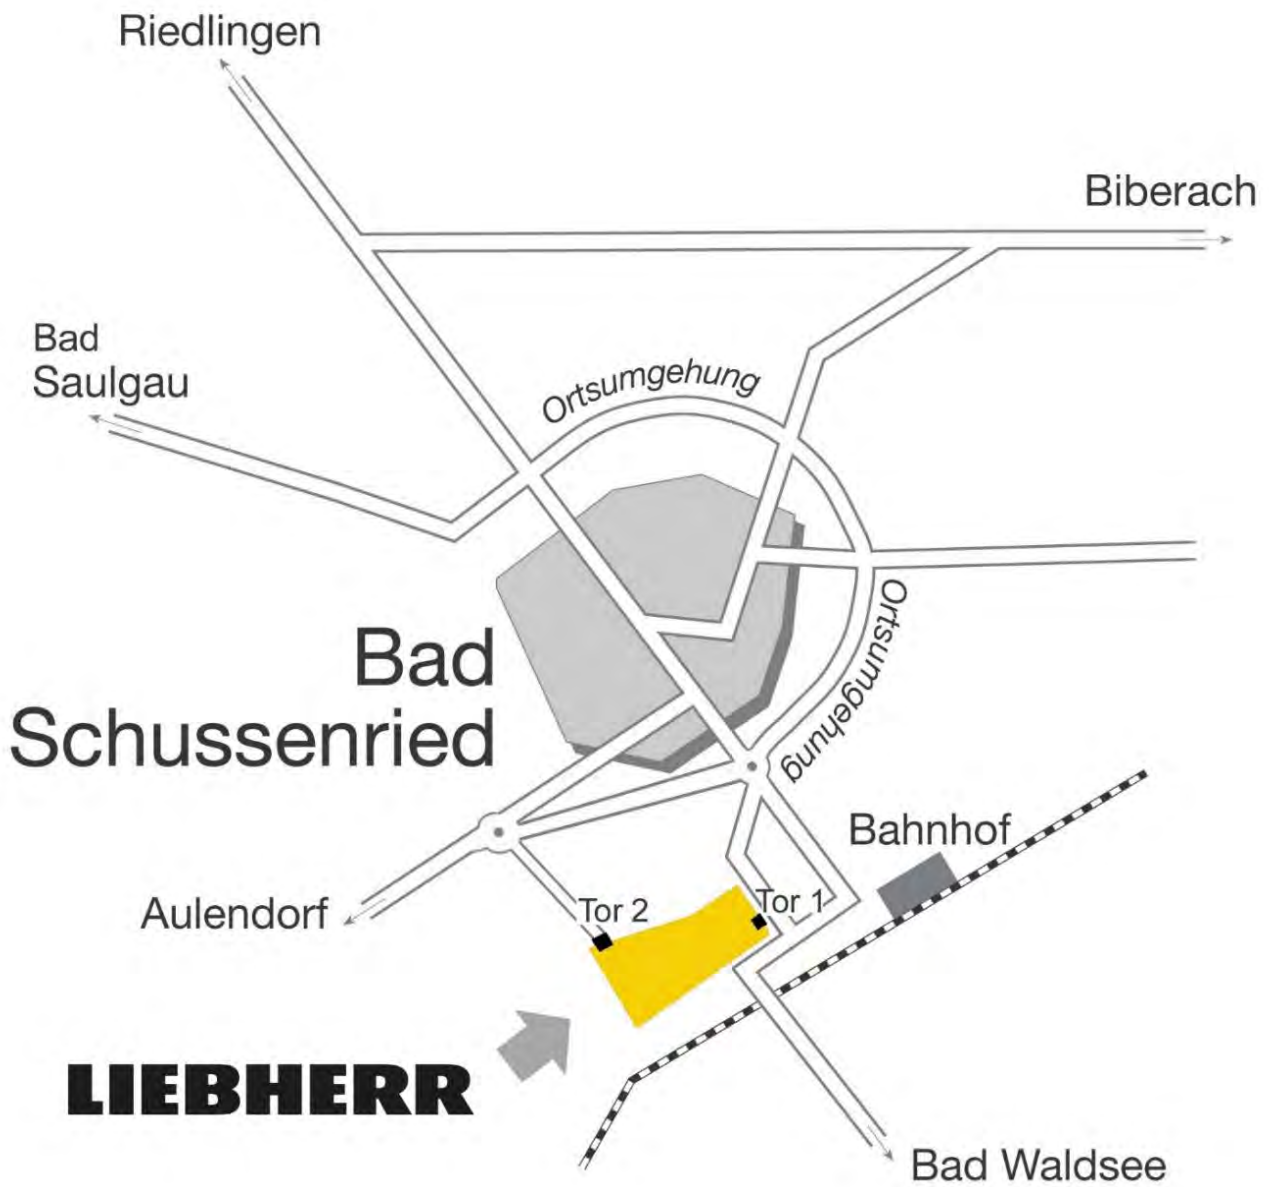 Riedlingen
Biberach
Bad
Saulgau
Ortsumgehung
Ortsumgehung
Bad
Schussenried
Bahnhof
Aulendorf
Tor 2
Tor 1
LIEBHERR
Bad Waldsee